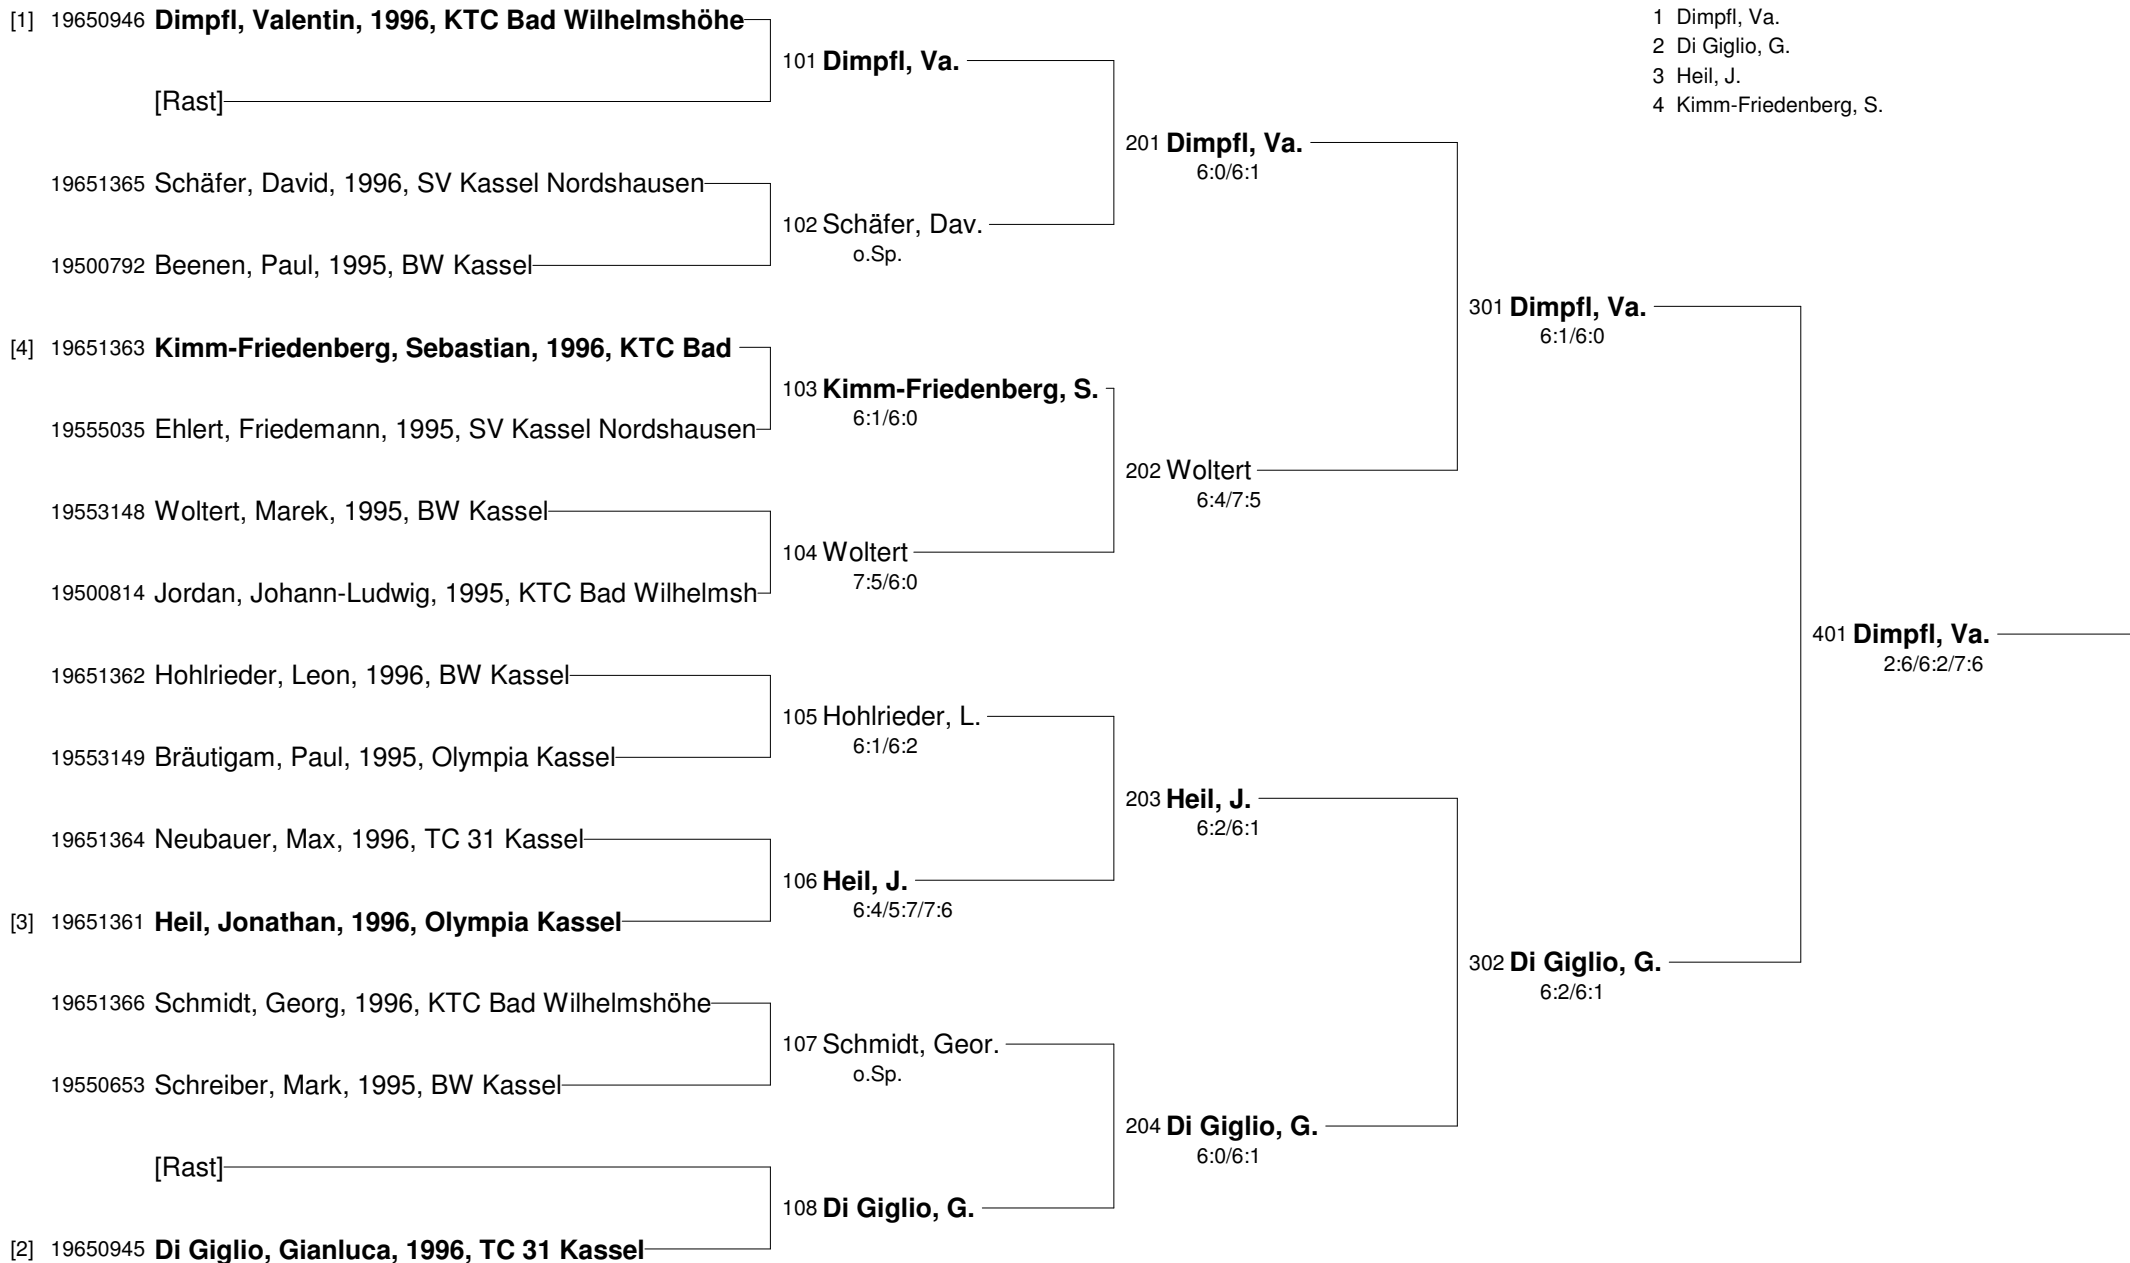 [1] 19650946 Dimpfl, Valentin, 1996, KTC Bad Wilhelmshöhe
1 Dimpfl, Va.
2 Di Giglio, G.
3 Heil, J.
4 Kimm-Friedenberg, S.
101 Dimpfl, Va.
[Rast]
201 Dimpfl, Va.
6:0/6:1
19651365 Schäfer, David, 1996, SV Kassel Nordshausen
102 Schäfer, Dav.
o.Sp.
19500792 Beenen, Paul, 1995, BW Kassel
301 Dimpfl, Va.
6:1/6:0
[4] 19651363 Kimm-Friedenberg, Sebastian, 1996, KTC Bad
103 Kimm-Friedenberg, S.
6:1/6:0
19555035 Ehlert, Friedemann, 1995, SV Kassel Nordshausen
202 Woltert
6:4/7:5
19553148 Woltert, Marek, 1995, BW Kassel
104 Woltert
7:5/6:0
19500814 Jordan, Johann-Ludwig, 1995, KTC Bad Wilhelmsh
401 Dimpfl, Va.
2:6/6:2/7:6
19651362 Hohlrieder, Leon, 1996, BW Kassel
105 Hohlrieder, L.
6:1/6:2
19553149 Bräutigam, Paul, 1995, Olympia Kassel
203 Heil, J.
6:2/6:1
19651364 Neubauer, Max, 1996, TC 31 Kassel
106 Heil, J.
6:4/5:7/7:6
[3] 19651361 Heil, Jonathan, 1996, Olympia Kassel
302 Di Giglio, G.
6:2/6:1
19651366 Schmidt, Georg, 1996, KTC Bad Wilhelmshöhe
107 Schmidt, Geor.
o.Sp.
19550653 Schreiber, Mark, 1995, BW Kassel
204 Di Giglio, G.
6:0/6:1
[Rast]
108 Di Giglio, G.
[2] 19650945 Di Giglio, Gianluca, 1996, TC 31 Kassel